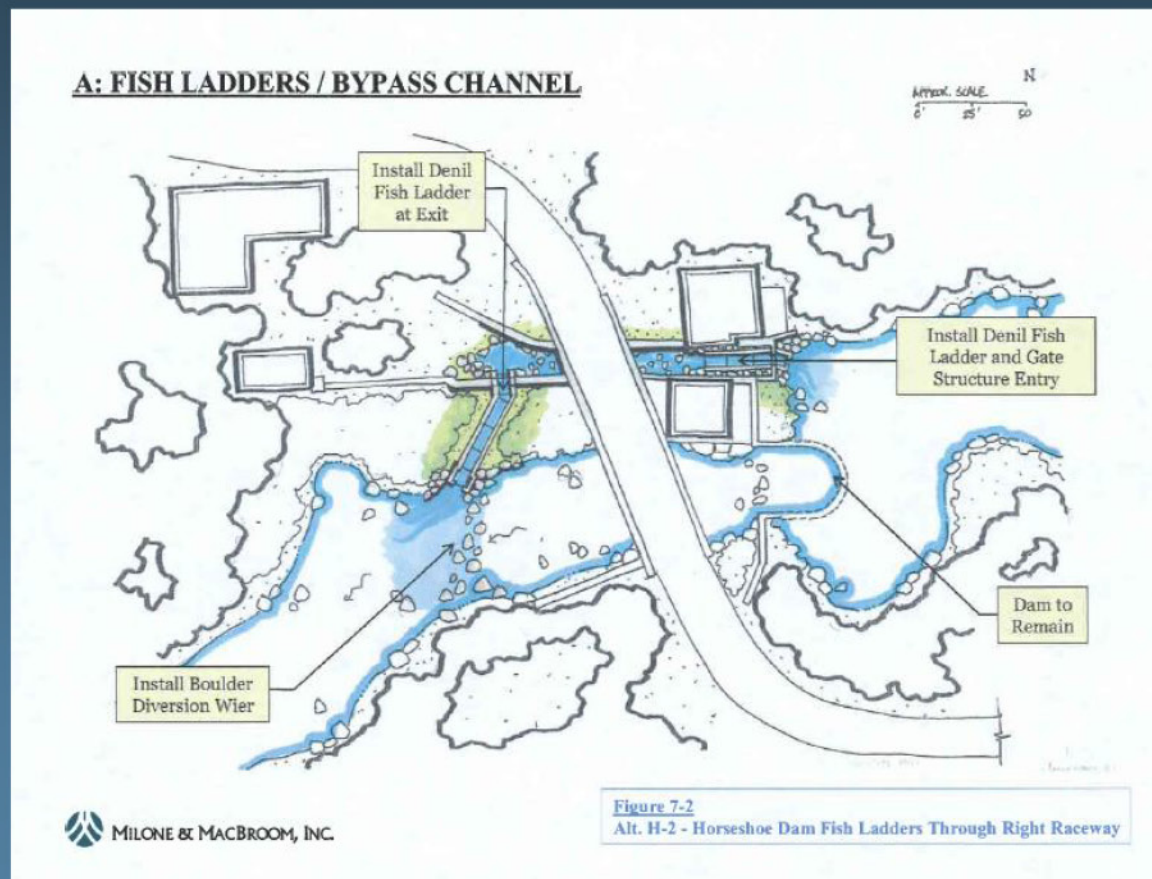 A: FISH LADDERS / BYPASS CHANNEL
N
APPROX. SCALE
0' 25' 50
Install Denil
Fish Ladder
at Exit
Install Denil Fish
Ladder and Gate
Structure Entry
Dam to
Remain
Install Boulder
Diversion Wier
MILONE & MACBROOM, INC.
Figure 7-2
Alt. H-2 - Horseshoe Dam Fish Ladders Through Right Raceway